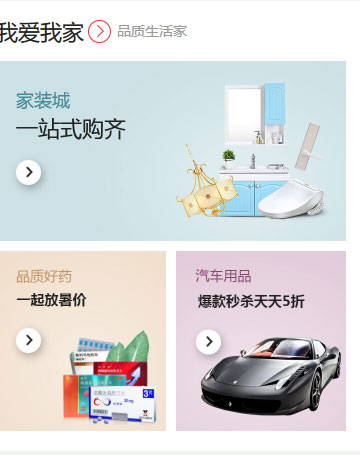 我爱我家
品质生活家
家装城
一站式购齐
品质好药
一起放暑价
汽车用品
爆款秒杀天天5折